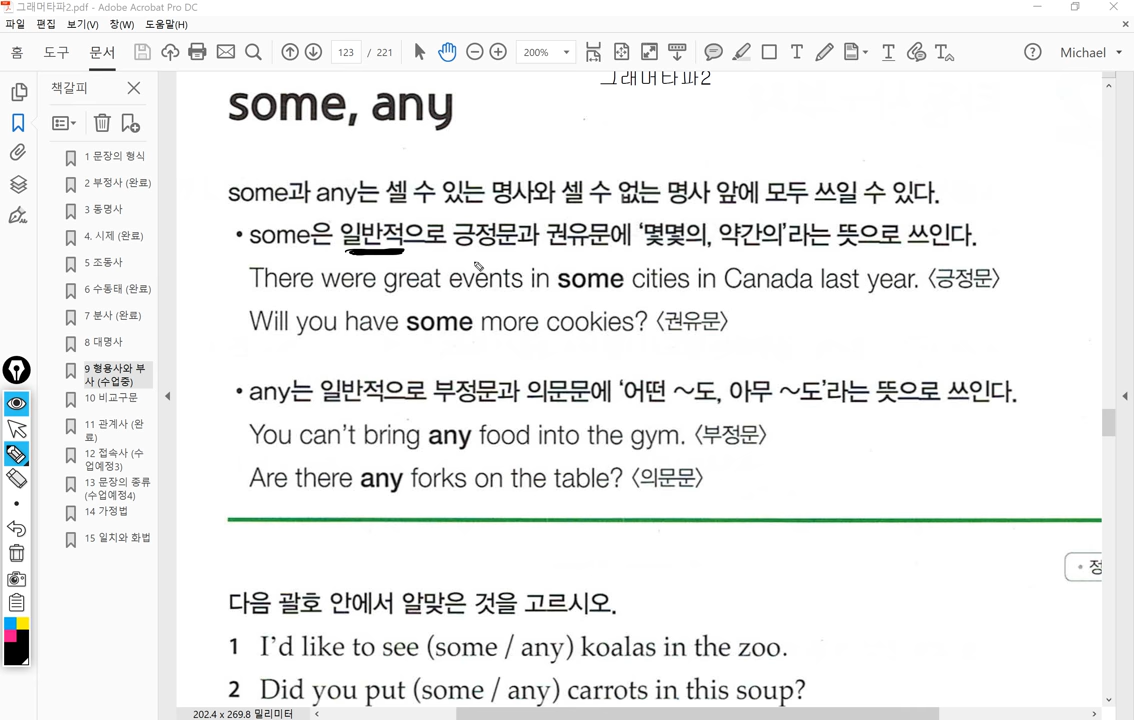 그래머타파2.pdf - Adobe Acrobat Pro DC
파일 편집 보기(V) 창(W) 도움말(H)
홈 도구 문서 123 / 221 200% Michael
책갈피
1 문장의 형식
2 부정사 (완료)
3 동명사
4. 시제 (완료)
5 조동사
6 수동태 (완료)
7 분사 (완료)
8 대명사
9 형용사와 부
사 (수업중)
10 비교구문
11 관계사 (완
료)
12 접속사 (수
업예정3)
13 문장의 종류
(수업예정4)
14 가정법
15 일치와 화법
그래머타파2
some, any
some과 any는 셀 수 있는 명사와 셀 수 없는 명사 앞에 모두 쓰일 수 있다.
• some은 일반적으로 긍정문과 권유문에 ‘몇몇의, 약간의’라는 뜻으로 쓰인다.
There were great events in some cities in Canada last year. 〈긍정문〉
Will you have some more cookies? 〈권유문〉
• any는 일반적으로 부정문과 의문문에 ‘어떤 ~도, 아무 ~도’라는 뜻으로 쓰인다.
You can’t bring any food into the gym. 〈부정문〉
Are there any forks on the table? 〈의문문〉
• 정
다음 괄호 안에서 알맞은 것을 고르시오.
1 I’d like to see (some / any) koalas in the zoo.
2 Did you put (some / any) carrots in this soup?
202.4 x 269.8 밀리미터